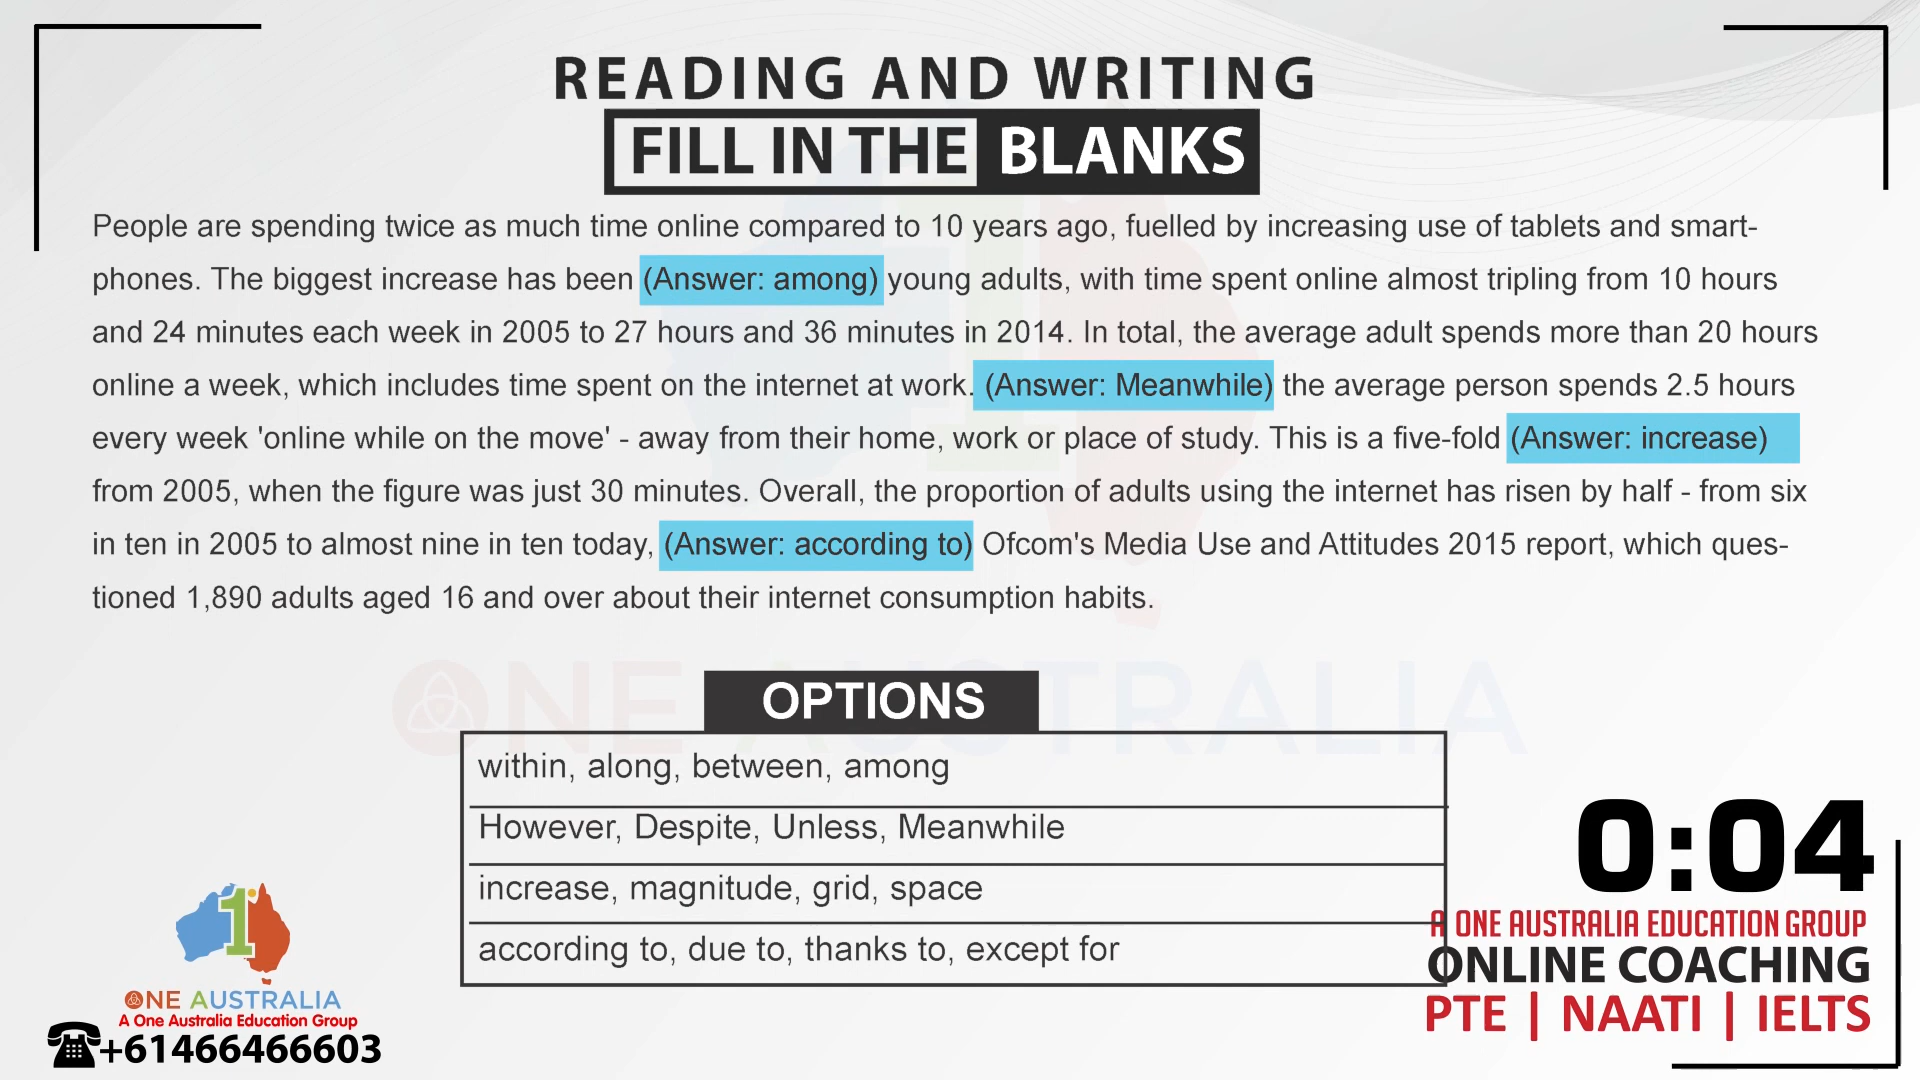 READING AND WRITING
FILL IN THE BLANKS
People are spending twice as much time online compared to 10 years ago, fuelled by increasing use of tablets and smart-
phones. The biggest increase has been (Answer: among) young adults, with time spent online almost tripling from 10 hours
and 24 minutes each week in 2005 to 27 hours and 36 minutes in 2014. In total, the average adult spends more than 20 hours
online a week, which includes time spent on the internet at work. (Answer: Meanwhile) the average person spends 2.5 hours
every week 'online while on the move' - away from their home, work or place of study. This is a five-fold (Answer: increase)
from 2005, when the figure was just 30 minutes. Overall, the proportion of adults using the internet has risen by half - from six
in ten in 2005 to almost nine in ten today, (Answer: according to) Ofcom's Media Use and Attitudes 2015 report, which ques-
tioned 1,890 adults aged 16 and over about their internet consumption habits.
ONE AUSTRALIA
OPTIONS
within, along, between, among
However, Despite, Unless, Meanwhile
increase, magnitude, grid, space
according to, due to, thanks to, except for
0:04
A ONE AUSTRALIA EDUCATION GROUP
ONLINE COACHING
PTE | NAATI | IELTS
1
ONE AUSTRALIA
A One Australia Education Group
+61466466603